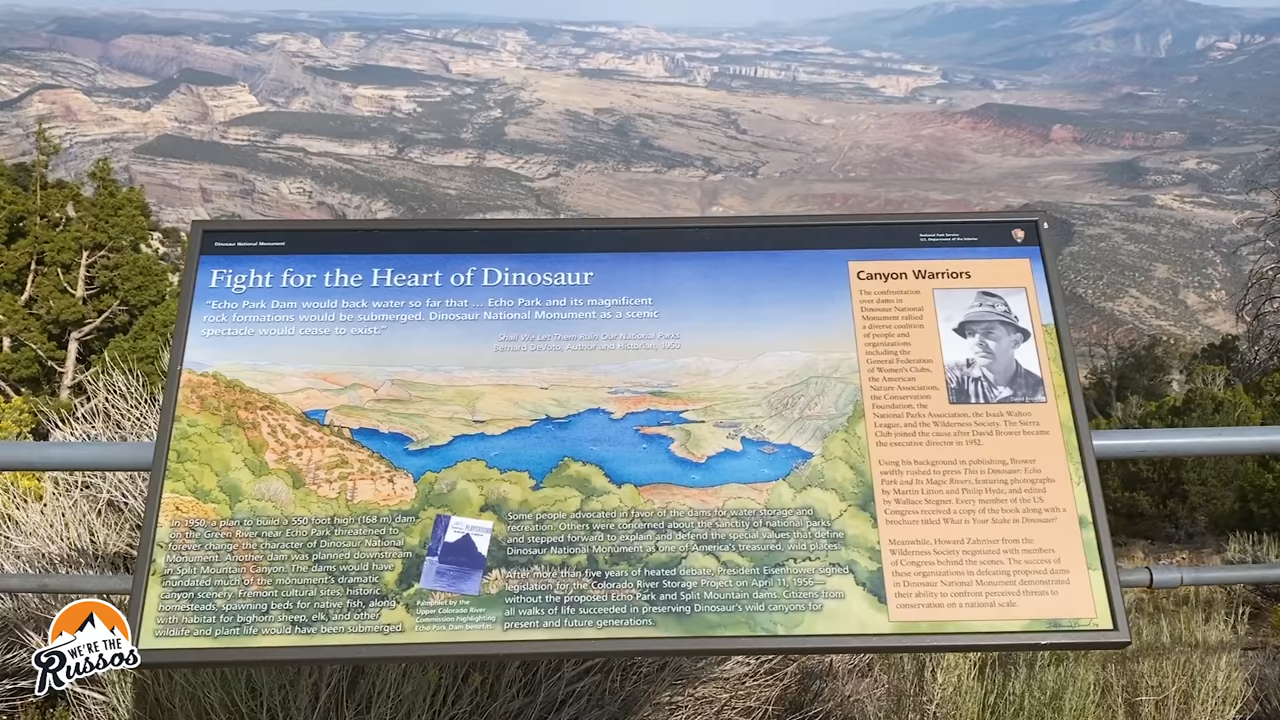 Dinosaur National Monument
National Park Service
U.S. Department of the Interior
Fight for the Heart of Dinosaur
"Echo Park Dam would back water so far that ... Echo Park and its magnificent
rock formations would be submerged. Dinosaur National Monument as a scenic
spectacle would cease to exist."
Shall We Let Them Ruin Our National Parks
Bernard DeVoto, Author and Historian, 1950
In 1950, a plan to build a 550 foot high (168 m) dam
on the Green River near Echo Park threatened to
forever change the character of Dinosaur National
Monument. Another dam was planned downstream
in Split Mountain Canyon. The dams would have
inundated much of the monument's dramatic
canyon scenery. Fremont cultural sites, historic
homesteads, spawning beds for native fish, along
with habitat for bighorn sheep, elk, and other
wildlife and plant life would have been submerged.
Pamphlet by the
Upper Colorado River
Commission highlighting
Echo Park Dam benefits.
Some people advocated in favor of the dams for water storage and
recreation. Others were concerned about the sanctity of national parks
and stepped forward to explain and defend the special values that define
Dinosaur National Monument as one of America's treasured, wild places.
After more than five years of heated debate, President Eisenhower signed
legislation for the Colorado River Storage Project on April 11, 1956—
without the proposed Echo Park and Split Mountain dams. Citizens from
all walks of life succeeded in preserving Dinosaur's wild canyons for
present and future generations.
Canyon Warriors
The confrontation
over dams in
Dinosaur National
Monument rallied
a diverse coalition
of people and
organizations
including the
General Federation
of Women's Clubs,
the American
Nature Association,
the Conservation
Foundation, the
National Parks Association, the Isaak Walton
League, and the Wilderness Society. The Sierra
Club joined the cause after David Brower became
the executive director in 1952.
David Brower
Using his background in publishing, Brower
swiftly rushed to press This is Dinosaur: Echo
Park and Its Magic Rivers, featuring photographs
by Martin Litton and Philip Hyde, and edited
by Wallace Stegner. Every member of the US
Congress received a copy of the book along with a
brochure titled What is Your Stake in Dinosaur?
Meanwhile, Howard Zahniser from the
Wilderness Society negotiated with members
of Congress behind the scenes. The success of
these organizations in defeating proposed dams
in Dinosaur National Monument demonstrated
their ability to confront perceived threats to
conservation on a national scale.
WE'RE THE
RUSSOS